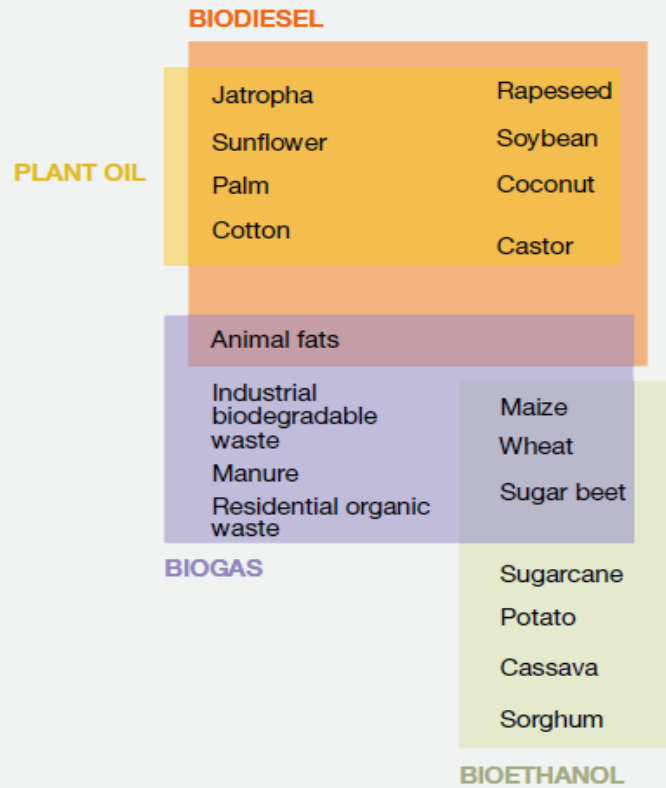 BIODIESEL
Jatropha
Rapeseed
Sunflower
Soybean
PLANT OIL
Palm
Coconut
Cotton
Castor
Animal fats
Industrial
biodegradable
waste
Maize
Wheat
Manure
Sugar beet
Residential organic
waste
BIOGAS
Sugarcane
Potato
Cassava
Sorghum
BIOETHANOL